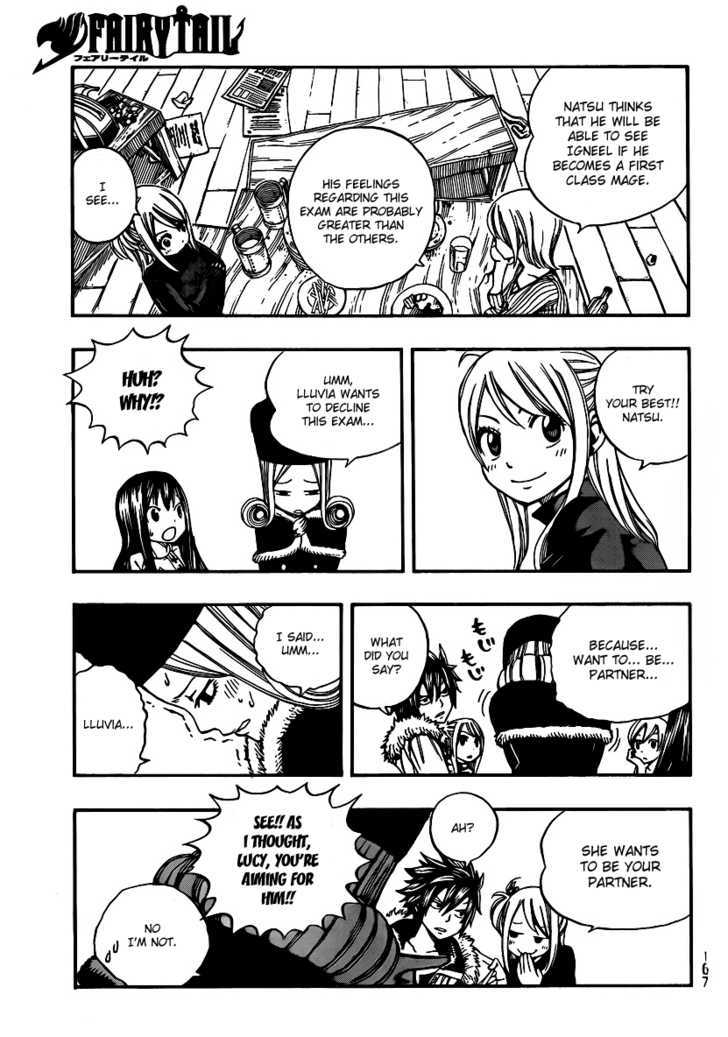 FAIRY TAIL
フェアリーテイル
NATSU THINKS
THAT HE WILL BE
ABLE TO SEE
IGNEEL IF HE
BECOMES A FIRST
CLASS MAGE.
HIS FEELINGS
REGARDING THIS
EXAM ARE PROBABLY
GREATER THAN
THE OTHERS.
I
SEE...
TRY
YOUR BEST!!
NATSU.
UMM,
LLUVIA WANTS
TO DECLINE
THIS EXAM...
HUH?
WHY!?
BECAUSE...
WANT TO... BE...
PARTNER...
もじ
もじ
WHAT
DID YOU
SAY?
I SAID...
UMM...
LLUVIA...
SHE WANTS
TO BE YOUR
PARTNER.
AH?
SEE!! AS
I THOUGHT,
LUCY, YOU'RE
AIMING FOR
HIM!!
NO
I'M NOT.
167